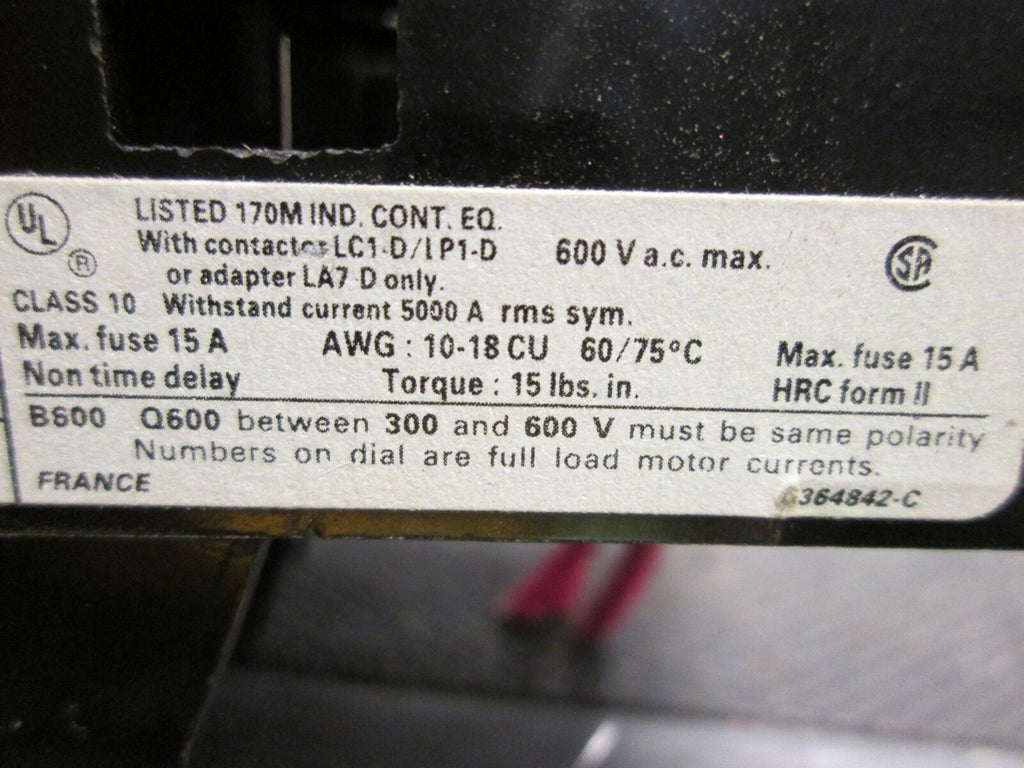 UL LISTED 170M IND. CONT. EQ.
® With contactor LC1-D/LP1-D 600 V a.c. max. SA
or adapter LA7 D only.
CLASS 10 Withstand current 5000 A rms sym.
Max. fuse 15 A AWG : 10-18 CU 60/75°C Max. fuse 15 A
Non time delay Torque : 15 lbs. in. HRC form II
B600 Q600 between 300 and 600 V must be same polarity
Numbers on dial are full load motor currents.
FRANCE 364842-C